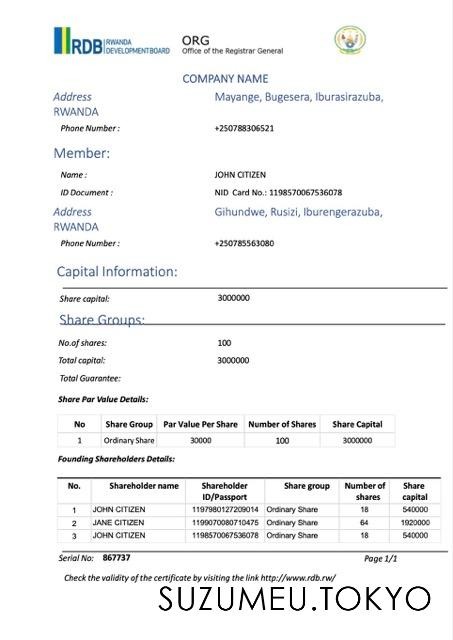 RDB RWANDA
DEVELOPMENT BOARD
ORG
Office of the Registrar General
COMPANY NAME
Address Mayange, Bugesera, Iburasirazuba,
RWANDA
Phone Number : +250788306521
Member:
Name : JOHN CITIZEN
ID Document : NID Card No.: 1198570067536078
Address Gihundwe, Rusizi, Iburengerazuba,
RWANDA
Phone Number : +250785563080
Capital Information:
Share capital: 3000000
Share Groups:
No.of shares: 100
Total capital: 3000000
Total Guarantee:
Share Par Value Details:
No Share Group Par Value Per Share Number of Shares Share Capital
1 Ordinary Share 30000 100 3000000
Founding Shareholders Details:
No. Shareholder name Shareholder ID/Passport Share group Number of shares Share capital
1 JOHN CITIZEN 1197980127209014 Ordinary Share 18 540000
2 JANE CITIZEN 1199070080710475 Ordinary Share 64 1920000
3 JOHN CITIZEN 1198570067536078 Ordinary Share 18 540000
Serial No: 867737 Page 1/1
Check the validity of the certificate by visiting the link http://www.rdb.rw/
SUZUMEU.TOKYO